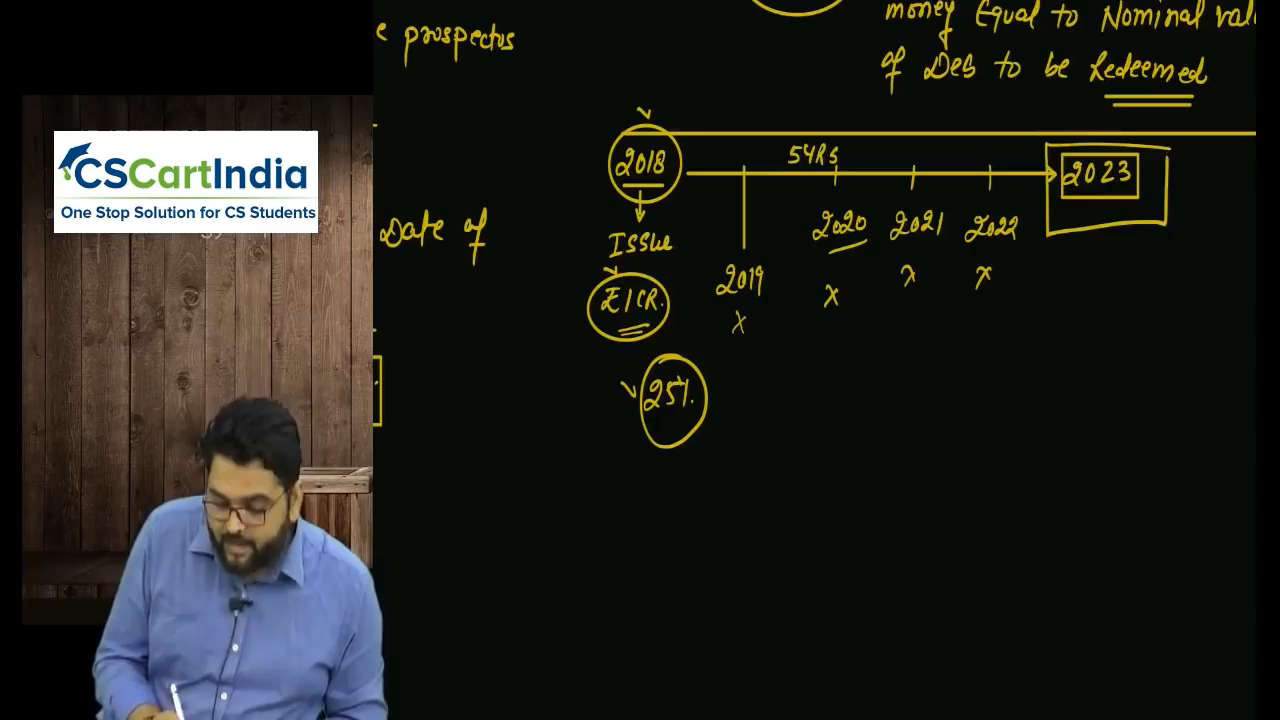 e prospectus
money Equal to Nominal val
of Deb to be Redeemed
CSCartIndia
One Stop Solution for CS Students
2018
5YRS
2023
Date of
Issue
2020
2021
2022
₹1CR.
2019
x
x
x
x
25%.